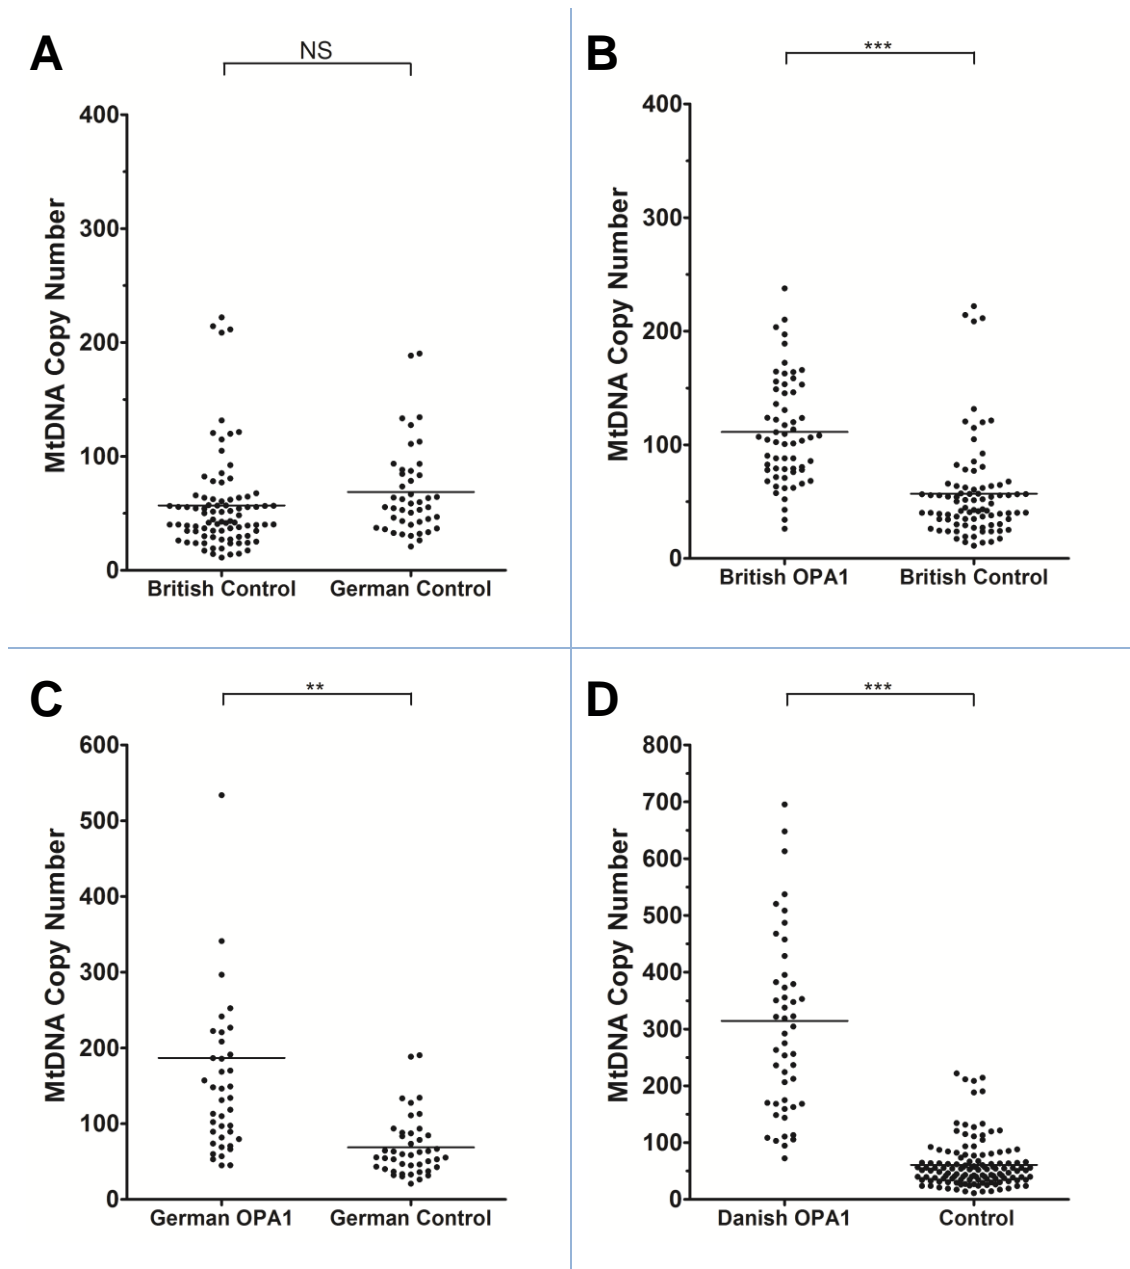 A
NS
MtDNA Copy Number
400
300
200
100
0
British Control German Control
B
***
MtDNA Copy Number
400
300
200
100
0
British OPA1 British Control
C
**
MtDNA Copy Number
600
500
400
300
200
100
0
German OPA1 German Control
D
***
MtDNA Copy Number
800
700
600
500
400
300
200
100
0
Danish OPA1 Control